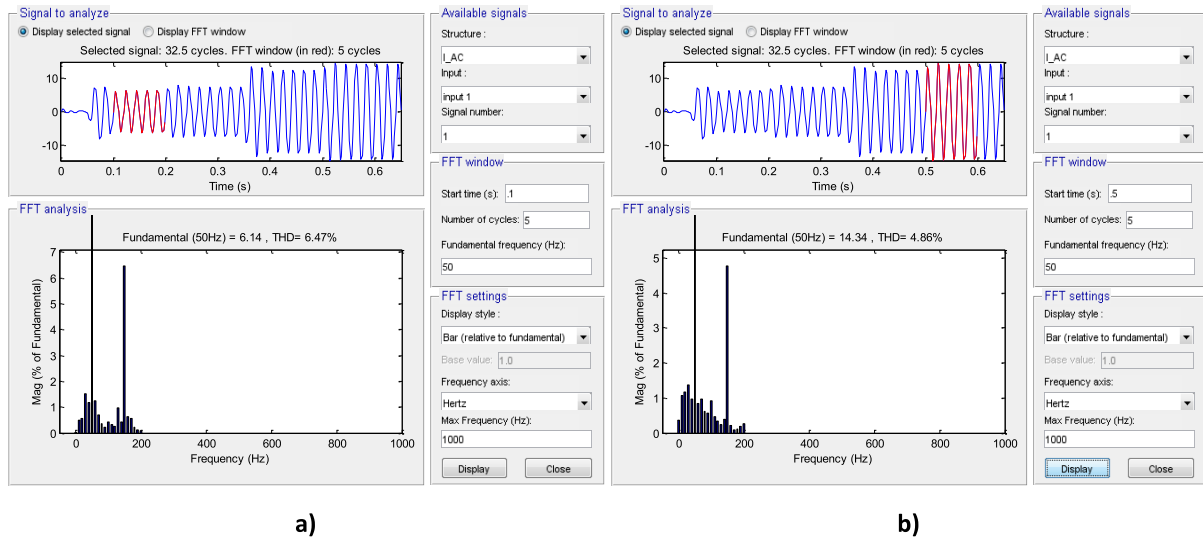 Signal to analyze
Display selected signal Display FFT window
Selected signal: 32.5 cycles. FFT window (in red): 5 cycles
10
0
-10
0 0.1 0.2 0.3 0.4 0.5 0.6
Time (s)
FFT analysis
Fundamental (50Hz) = 6.14 , THD= 6.47%
7
6
5
4
3
2
1
0
Mag (% of Fundamental)
0 200 400 600 800 1000
Frequency (Hz)
Available signals
Structure :
I_AC
Input :
input 1
Signal number:
1
FFT window
Start time (s): .1
Number of cycles: 5
Fundamental frequency (Hz):
50
FFT settings
Display style :
Bar (relative to fundamental)
Base value: 1.0
Frequency axis:
Hertz
Max Frequency (Hz):
1000
Display Close
a)
Signal to analyze
Display selected signal Display FFT window
Selected signal: 32.5 cycles. FFT window (in red): 5 cycles
10
0
-10
0 0.1 0.2 0.3 0.4 0.5 0.6
Time (s)
FFT analysis
Fundamental (50Hz) = 14.34 , THD= 4.86%
5
4
3
2
1
0
Mag (% of Fundamental)
0 200 400 600 800 1000
Frequency (Hz)
Available signals
Structure :
I_AC
Input :
input 1
Signal number:
1
FFT window
Start time (s): .5
Number of cycles: 5
Fundamental frequency (Hz):
50
FFT settings
Display style :
Bar (relative to fundamental)
Base value: 1.0
Frequency axis:
Hertz
Max Frequency (Hz):
1000
Display Close
b)